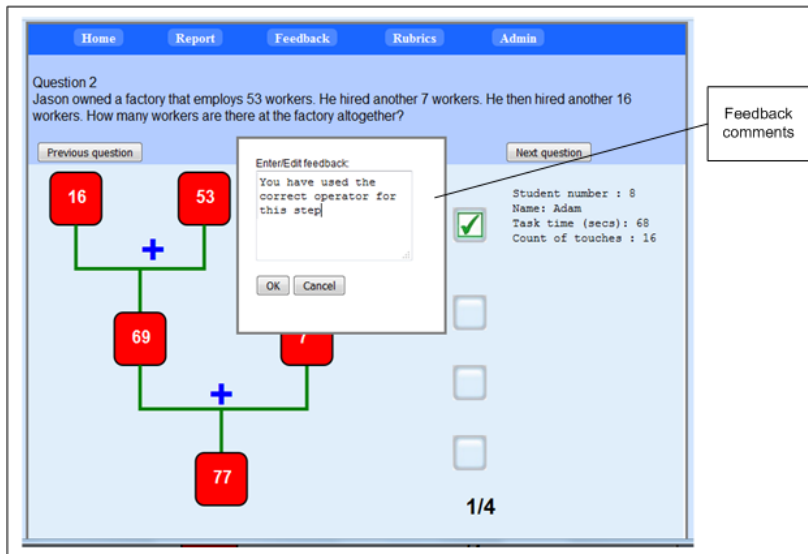 Home Report Feedback Rubrics Admin
Question 2
Jason owned a factory that employs 53 workers. He hired another 7 workers. He then hired another 16
workers. How many workers are there at the factory altogether?
Previous question
Next question
Enter/Edit feedback:
You have used the
correct operator for
this step
OK Cancel
Feedback
comments
16 53
+
69 7
+
77
Student number : 8
Name: Adam
Task time (secs): 68
Count of touches : 16
1/4